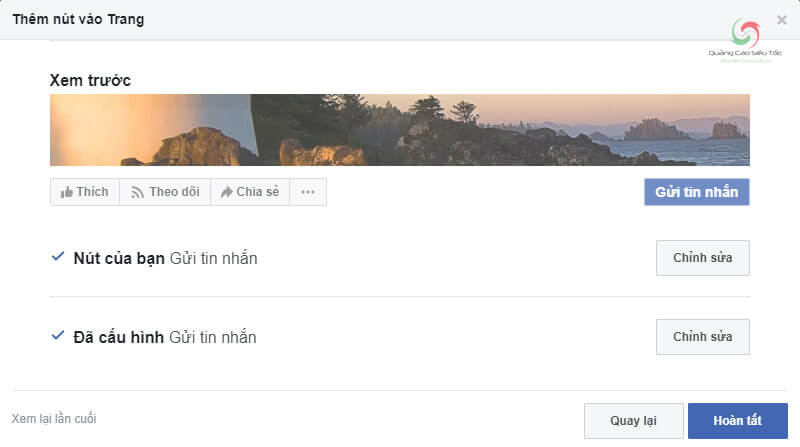 Thêm nút vào Trang
Quảng Cáo Siêu Tốc
Xem trước
Thích
Theo dõi
Chia sẻ
Gửi tin nhắn
Nút của bạn Gửi tin nhắn
Chỉnh sửa
Đã cấu hình Gửi tin nhắn
Chỉnh sửa
Xem lại lần cuối
Quay lại
Hoàn tất